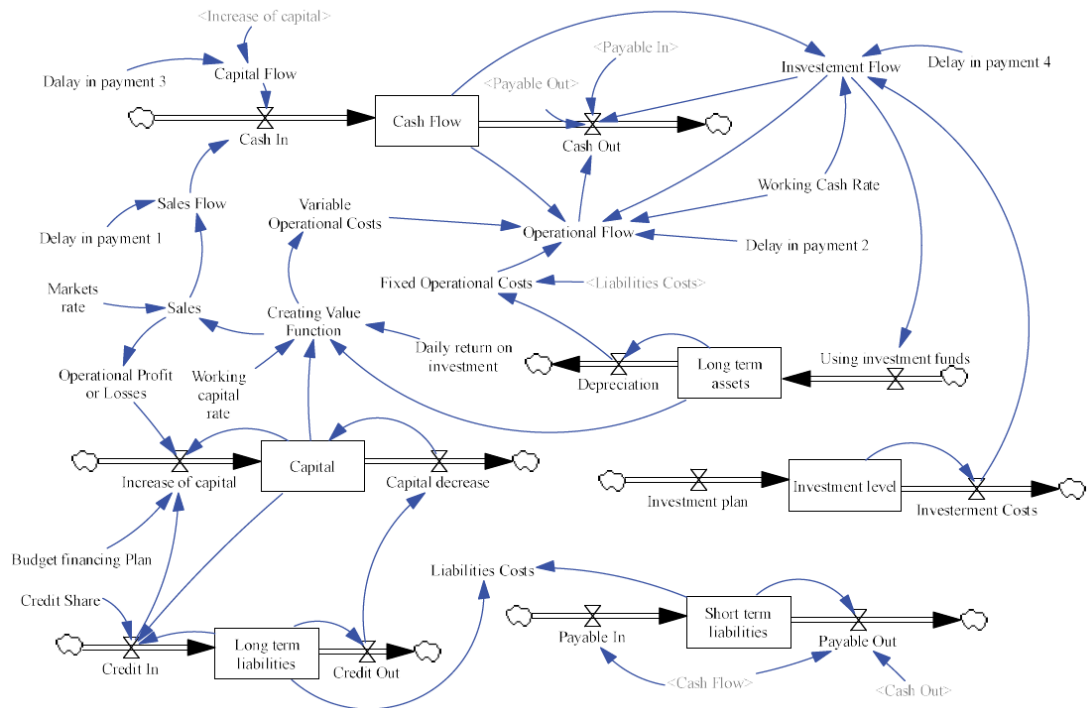 <Increase of capital>
<Payable In>
Dalay in payment 3
Capital Flow
Insvestement Flow
Delay in payment 4
<Payable Out>
Cash Flow
Cash In
Cash Out
Working Cash Rate
Sales Flow
Variable
Operational Costs
Delay in payment 1
Operational Flow
Delay in payment 2
Fixed Operational Costs
<Liabilities Costs>
Markets
rate
Sales
Creating Value
Function
Daily return on
investment
Long term
assets
Using investment funds
Depreciation
Operational Profit
or Losses
Working
capital
rate
Capital
Increase of capital
Capital decrease
Investment level
Investment plan
Investerment Costs
Budget financing Plan
Liabilities Costs
Credit Share
Short term
liabilities
Payable In
Payable Out
Long term
liabilities
Credit In
Credit Out
<Cash Flow>
<Cash Out>